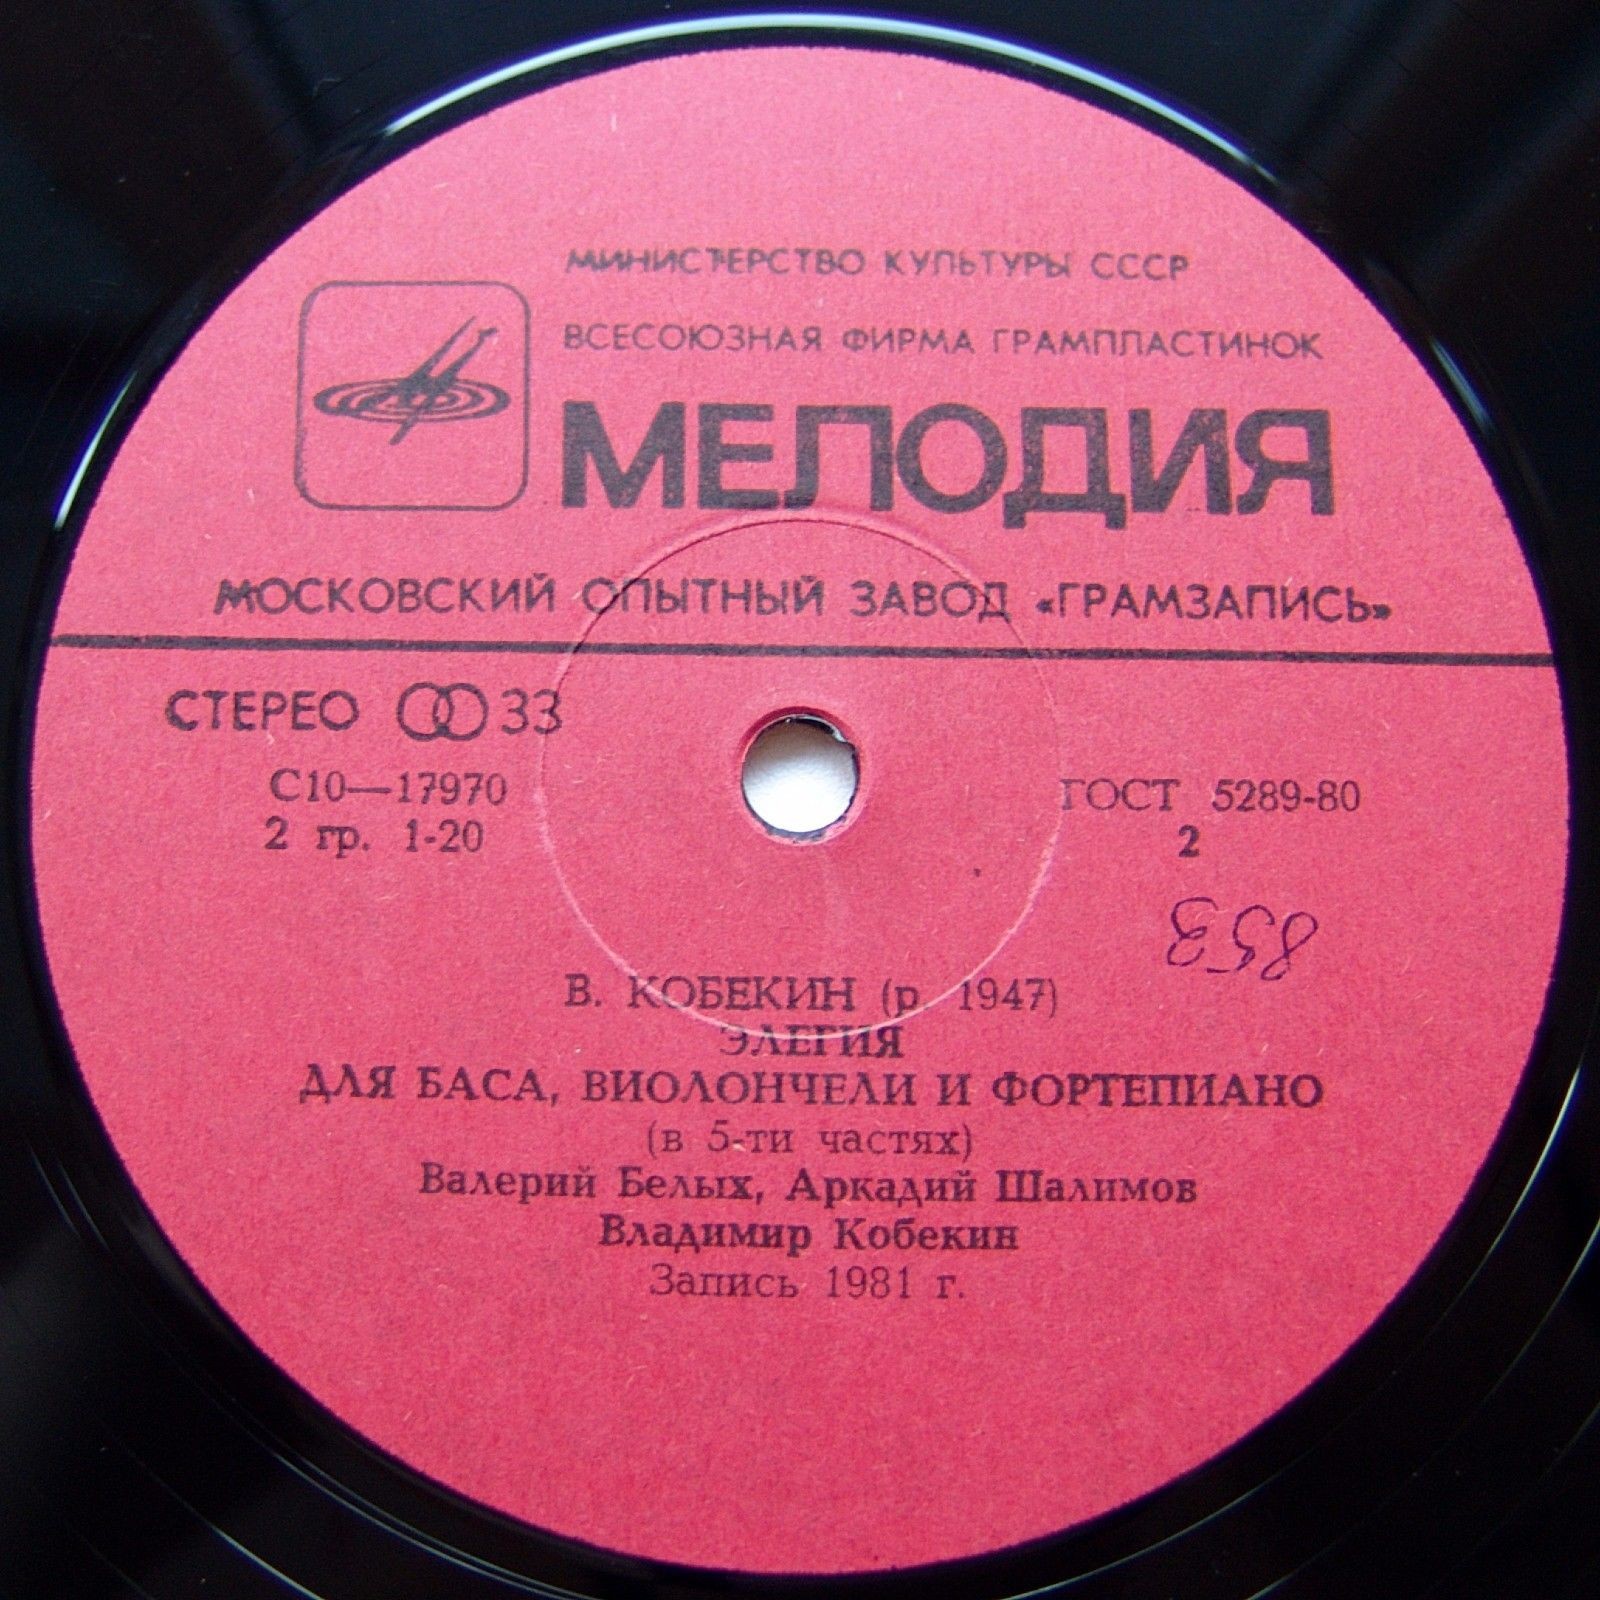 МИНИСТЕРСТВО КУЛЬТУРЫ СССР
ВСЕСОЮЗНАЯ ФИРМА ГРАМПЛАСТИНОК
МЕЛОДИЯ
МОСКОВСКИЙ ОПЫТНЫЙ ЗАВОД «ГРАМЗАПИСЬ»
СТЕРЕО 33
С10—17970
2 гр. 1-20
ГОСТ 5289-80
2
853
В. КОБЕКИН (р. 1947)
ЭЛЕГИЯ
ДЛЯ БАСА, ВИОЛОНЧЕЛИ И ФОРТЕПИАНО
(в 5-ти частях)
Валерий Белых, Аркадий Шалимов
Владимир Кобекин
Запись 1981 г.